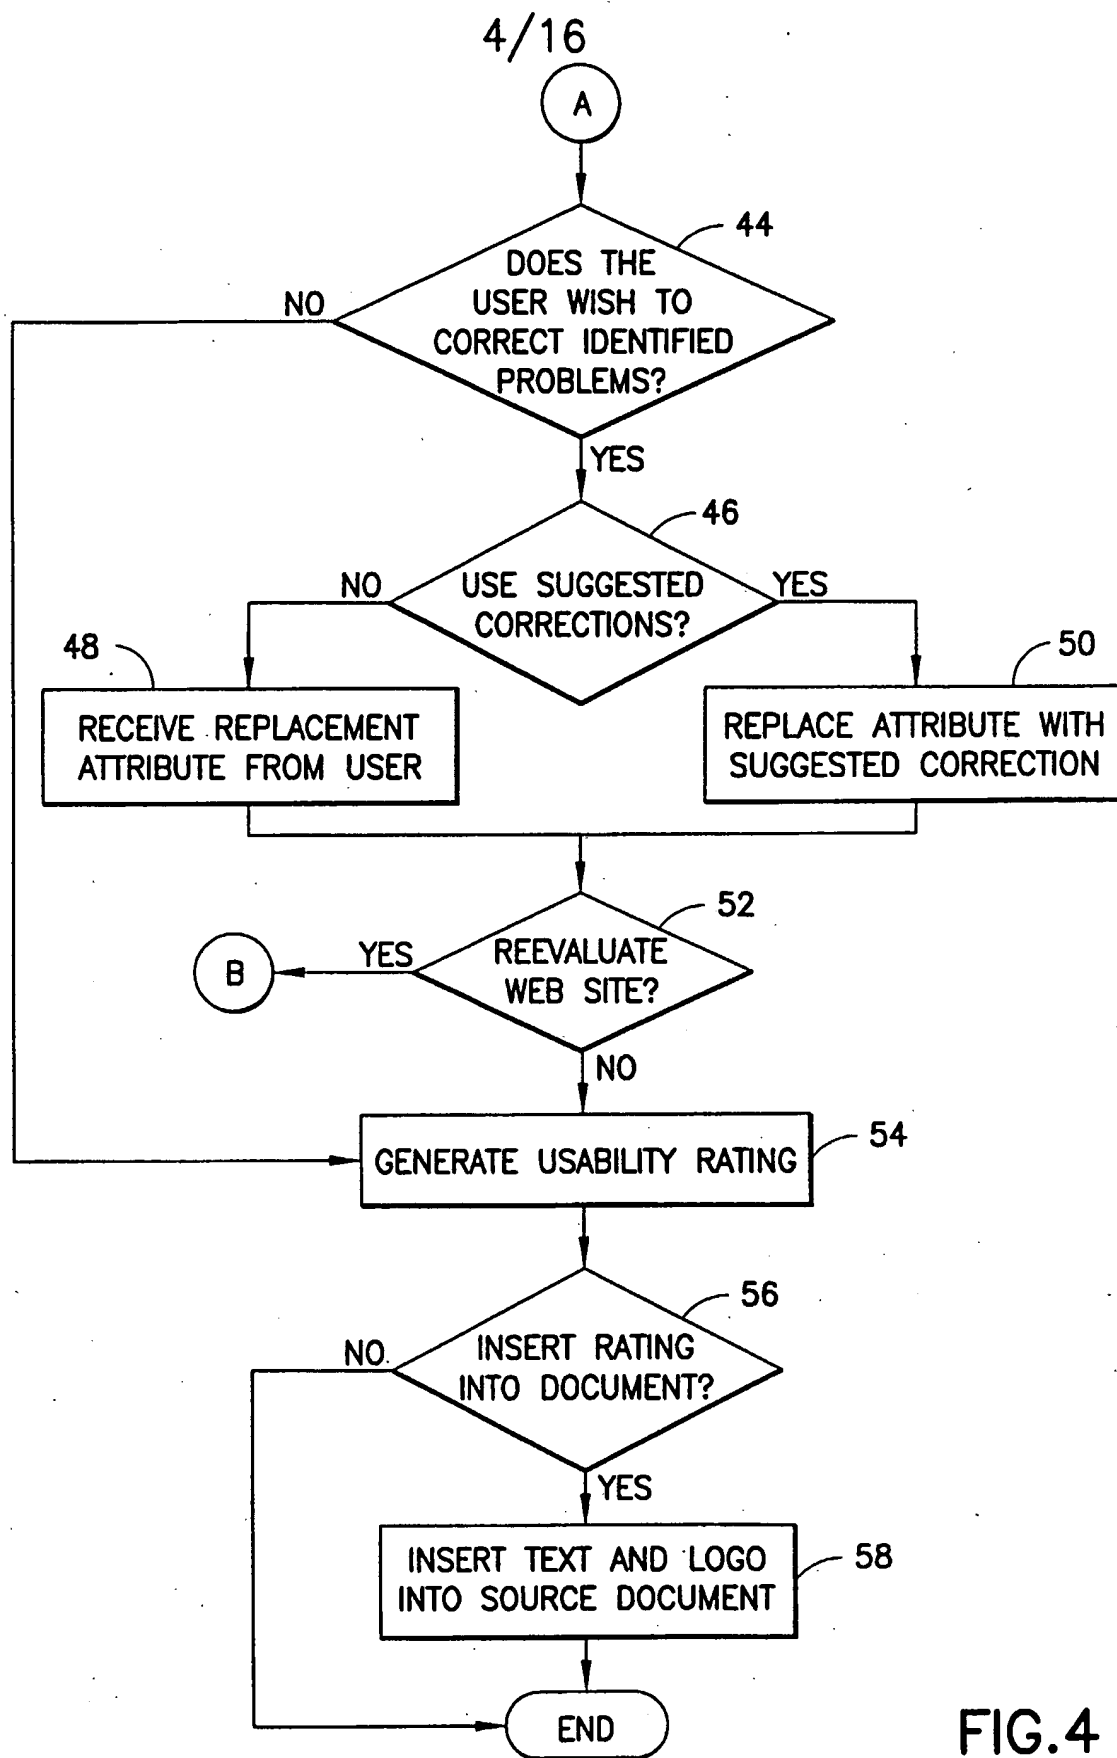 4/16
A
44
DOES THE
USER WISH TO
CORRECT IDENTIFIED
PROBLEMS?
NO
YES
46
USE SUGGESTED
CORRECTIONS?
NO
YES
48
RECEIVE REPLACEMENT
ATTRIBUTE FROM USER
50
REPLACE ATTRIBUTE WITH
SUGGESTED CORRECTION
52
REEVALUATE
WEB SITE?
YES
B
NO
54
GENERATE USABILITY RATING
56
INSERT RATING
INTO DOCUMENT?
NO
YES
58
INSERT TEXT AND LOGO
INTO SOURCE DOCUMENT
END
FIG.4